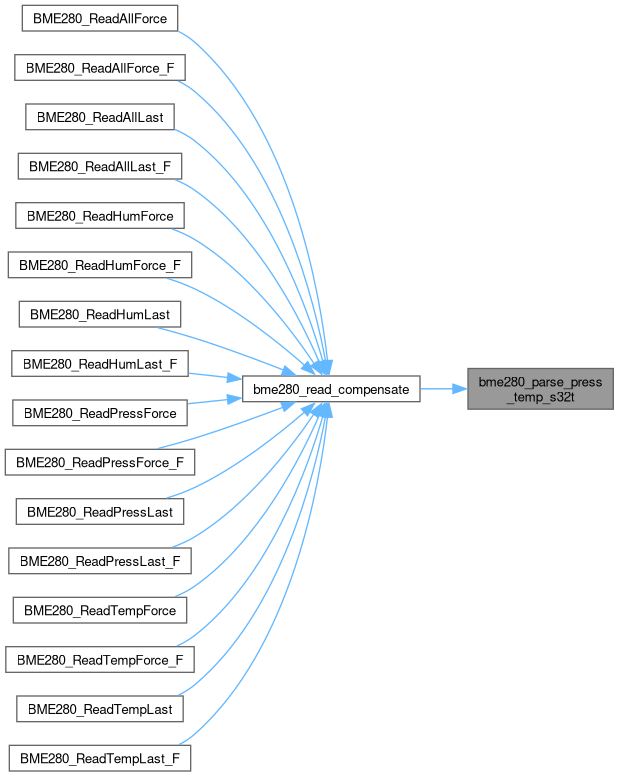 BME280_ReadAllForce
BME280_ReadAllForce_F
BME280_ReadAllLast
BME280_ReadAllLast_F
BME280_ReadHumForce
BME280_ReadHumForce_F
BME280_ReadHumLast
BME280_ReadHumLast_F
BME280_ReadPressForce
BME280_ReadPressForce_F
BME280_ReadPressLast
BME280_ReadPressLast_F
BME280_ReadTempForce
BME280_ReadTempForce_F
BME280_ReadTempLast
BME280_ReadTempLast_F
bme280_read_compensate
bme280_parse_press
_temp_s32t